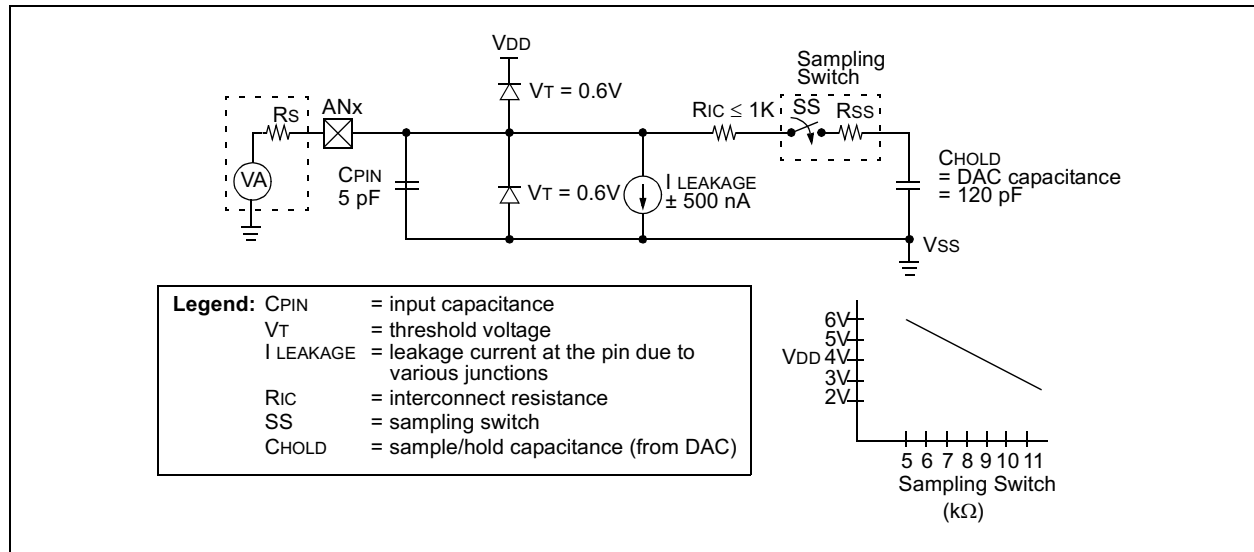 VDD
Sampling
Switch
VT = 0.6V
RS
ANx
RIC ≤ 1K
SS
RSS
CHOLD
= DAC capacitance
= 120 pF
VA
CPIN
5 pF
VT = 0.6V
I LEAKAGE
± 500 nA
VSS
Legend: CPIN = input capacitance
VT = threshold voltage
I LEAKAGE = leakage current at the pin due to
various junctions
RIC = interconnect resistance
SS = sampling switch
CHOLD = sample/hold capacitance (from DAC)
6V
5V
VDD 4V
3V
2V
5 6 7 8 9 10 11
Sampling Switch
(kΩ)